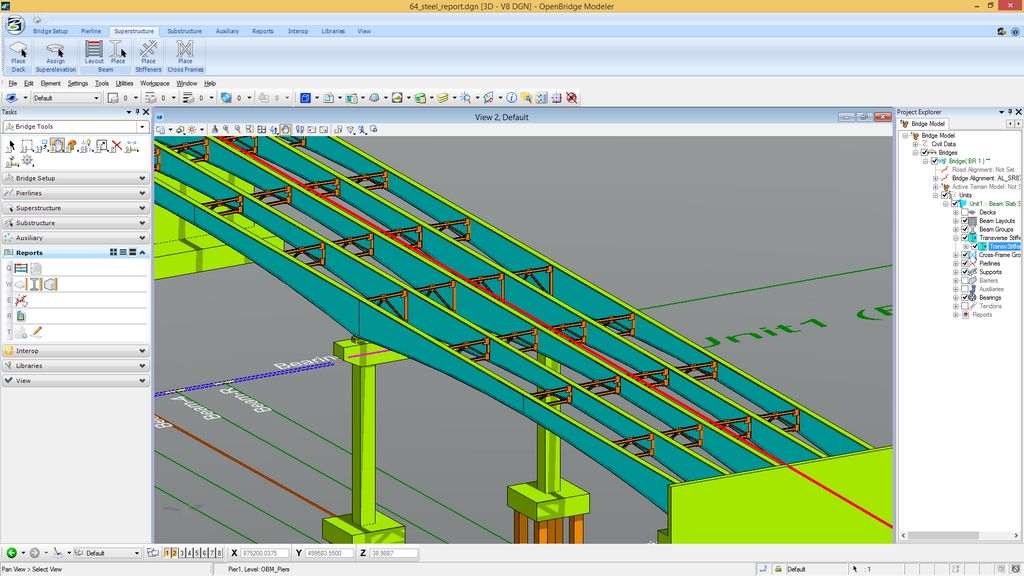 64_steel_report.dgn [3D - V8 DGN] - OpenBridge Modeler
Bridge Setup Pierline Superstructure Substructure Auxiliary Reports Interop Libraries View
Place Deck
Assign Superelevation
Layout Place
Beam
Place Stiffeners
Place Cross Frames
File Edit Element Settings Tools Utilities Workspace Window Help
Default 0 0 0 0 0
Tasks
Bridge Tools
Bridge Setup
Pierlines
Superstructure
Substructure
Auxiliary
Reports
Q
W
E
R
T
Interop
Libraries
View
View 2, Default
Bearin
Beam-R
Beam-4
Unit1 (
Project Explorer
Bridge Model
Bridge Model
Civil Data
Bridges
Bridge( BR 1 )
Road Alignment: Not Set
Bridge Alignment: AL_SR8
Active Terrain Model: No
Units
Unit1 :: Beam Slab S
Decks
Beam Layouts
Beam Groups
Transverse Stiffe
TransvStiffe
Cross-Frame Gro
Pierlines
Supports
Barriers
Auxiliaries
Bearings
Tendons
Reports
Default 1 2 3 4 5 6 7 8 X 875200.0375 Y 499583.5500 Z 38.9887
Pan View > Select View Pier1, Level: OBM_Piers Default : 1